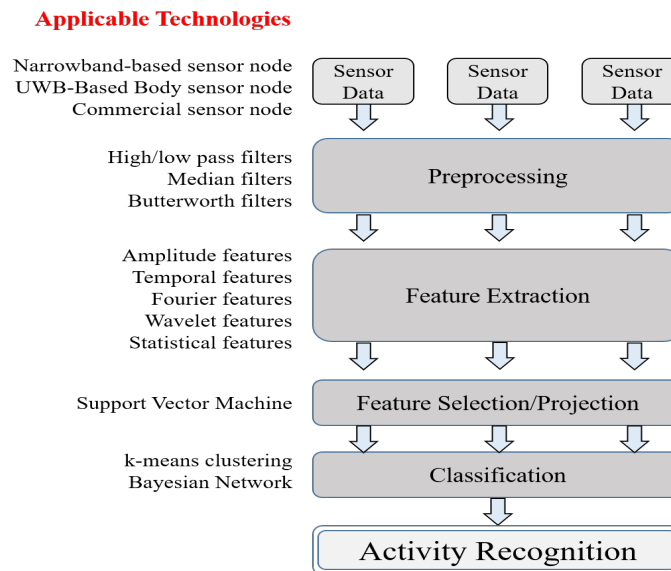 Applicable Technologies
Narrowband-based sensor node
UWB-Based Body sensor node
Commercial sensor node
Sensor
Data
Sensor
Data
Sensor
Data
High/low pass filters
Median filters
Butterworth filters
Preprocessing
Amplitude features
Temporal features
Fourier features
Wavelet features
Statistical features
Feature Extraction
Support Vector Machine
Feature Selection/Projection
k-means clustering
Bayesian Network
Classification
Activity Recognition